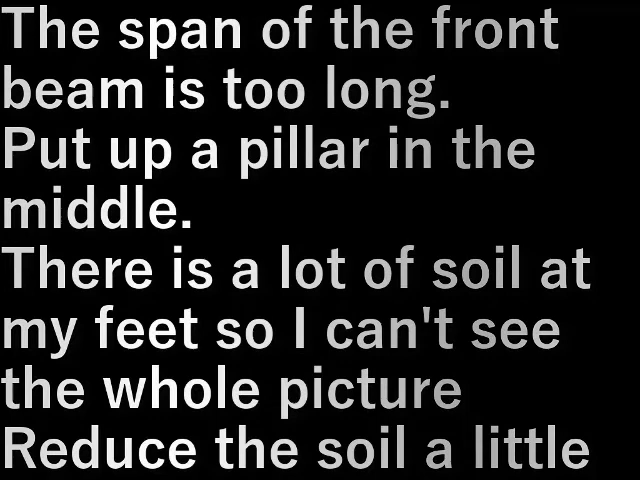 The span of the front
beam is too long.
Put up a pillar in the
middle.
There is a lot of soil at
my feet so I can't see
the whole picture
Reduce the soil a little